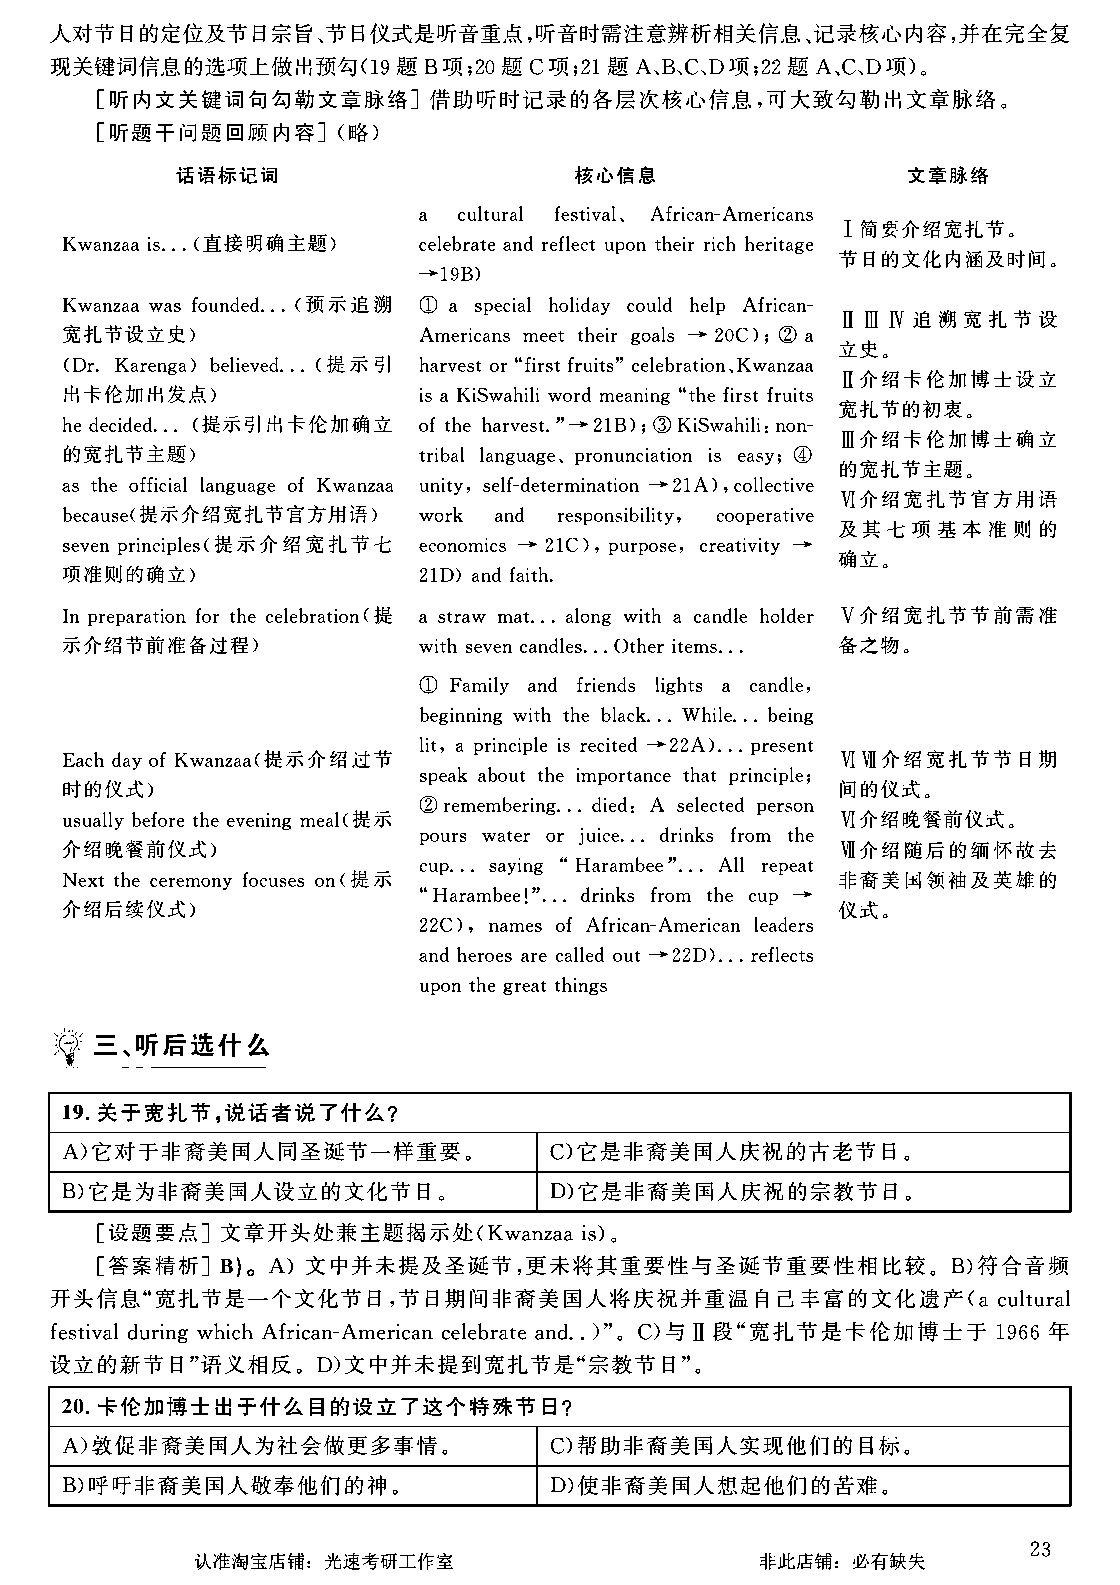 人对节日的定位及节日宗旨、节日仪式是听音重点,听音时需注意辨析相关信息、记录核心内容,并在完全复
现关键词信息的选项上做出预勾(19 题 B 项;20 题 C 项;21 题 A、B、C、D 项;22 题 A、C、D 项)。
[听内文关键词句勾勒文章脉络] 借助听时记录的各层次核心信息,可大致勾勒出文章脉络。
[听题干问题回顾内容](略)
话语标记词 核心信息 文章脉络
Kwanzaa is...(直接明确主题)
a cultural festival、 African-Americans
celebrate and reflect upon their rich heritage
→19B)
Ⅰ简要介绍宽扎节。
节日的文化内涵及时间。
Kwanzaa was founded...(预示追溯
宽扎节设立史)
(Dr. Karenga) believed...(提示引
出卡伦加出发点)
he decided... (提示引出卡伦加确立
的宽扎节主题)
as the official language of Kwanzaa
because(提示介绍宽扎节官方用语)
seven principles(提示介绍宽扎节七
项准则的确立)
① a special holiday could help African-
Americans meet their goals → 20C); ② a
harvest or “first fruits” celebration、Kwanzaa
is a KiSwahili word meaning “the first fruits
of the harvest.”→21B); ③ KiSwahili: non-
tribal language、pronunciation is easy; ④
unity, self-determination →21A), collective
work and responsibility, cooperative
economics → 21C), purpose, creativity →
21D) and faith.
Ⅱ Ⅲ Ⅳ 追溯宽扎节设
立史。
Ⅱ介绍卡伦加博士设立
宽扎节的初衷。
Ⅲ介绍卡伦加博士确立
的宽扎节主题。
Ⅵ介绍宽扎节官方用语
及其七项基本准则的
确立。
In preparation for the celebration(提
示介绍节前准备过程)
a straw mat... along with a candle holder
with seven candles...Other items...
Ⅴ介绍宽扎节节前需准
备之物。
Each day of Kwanzaa(提示介绍过节
时的仪式)
usually before the evening meal(提示
介绍晚餐前仪式)
Next the ceremony focuses on(提示
介绍后续仪式)
① Family and friends lights a candle,
beginning with the black... While... being
lit, a principle is recited →22A)... present
speak about the importance that principle;
② remembering... died: A selected person
pours water or juice... drinks from the
cup... saying “Harambee”... All repeat
“Harambee!”... drinks from the cup →
22C), names of African-American leaders
and heroes are called out →22D)...reflects
upon the great things
Ⅵ Ⅶ介绍宽扎节节日期
间的仪式。
Ⅵ介绍晚餐前仪式。
Ⅶ介绍随后的缅怀故去
非裔美国领袖及英雄的
仪式。
三、听后选什么
19. 关于宽扎节,说话者说了什么?
A)它对于非裔美国人同圣诞节一样重要。 C)它是非裔美国人庆祝的古老节日。
B)它是为非裔美国人设立的文化节日。 D)它是非裔美国人庆祝的宗教节日。
[设题要点] 文章开头处兼主题揭示处(Kwanzaa is)。
[答案精析] B)。A) 文中并未提及圣诞节,更未将其重要性与圣诞节重要性相比较。B)符合音频
开头信息“宽扎节是一个文化节日,节日期间非裔美国人将庆祝并重温自己丰富的文化遗产(a cultural
festival during which African-American celebrate and..)”。C)与Ⅱ段“宽扎节是卡伦加博士于 1966 年
设立的新节日”语义相反。D)文中并未提到宽扎节是“宗教节日”。
20. 卡伦加博士出于什么目的设立了这个特殊节日?
A)敦促非裔美国人为社会做更多事情。 C)帮助非裔美国人实现他们的目标。
B)呼吁非裔美国人敬奉他们的神。 D)使非裔美国人想起他们的苦难。
23
认准淘宝店铺：光速考研工作室 非此店铺：必有缺失